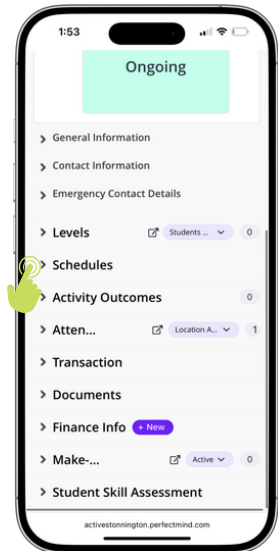 1:53
Ongoing
General Information
Contact Information
Emergency Contact Details
Levels Students ... 0
Schedules
Activity Outcomes 0
Atten... Location A... 1
Transaction
Documents
Finance Info + New
Make-... Active 0
Student Skill Assessment
activestonnington.perfectmind.com